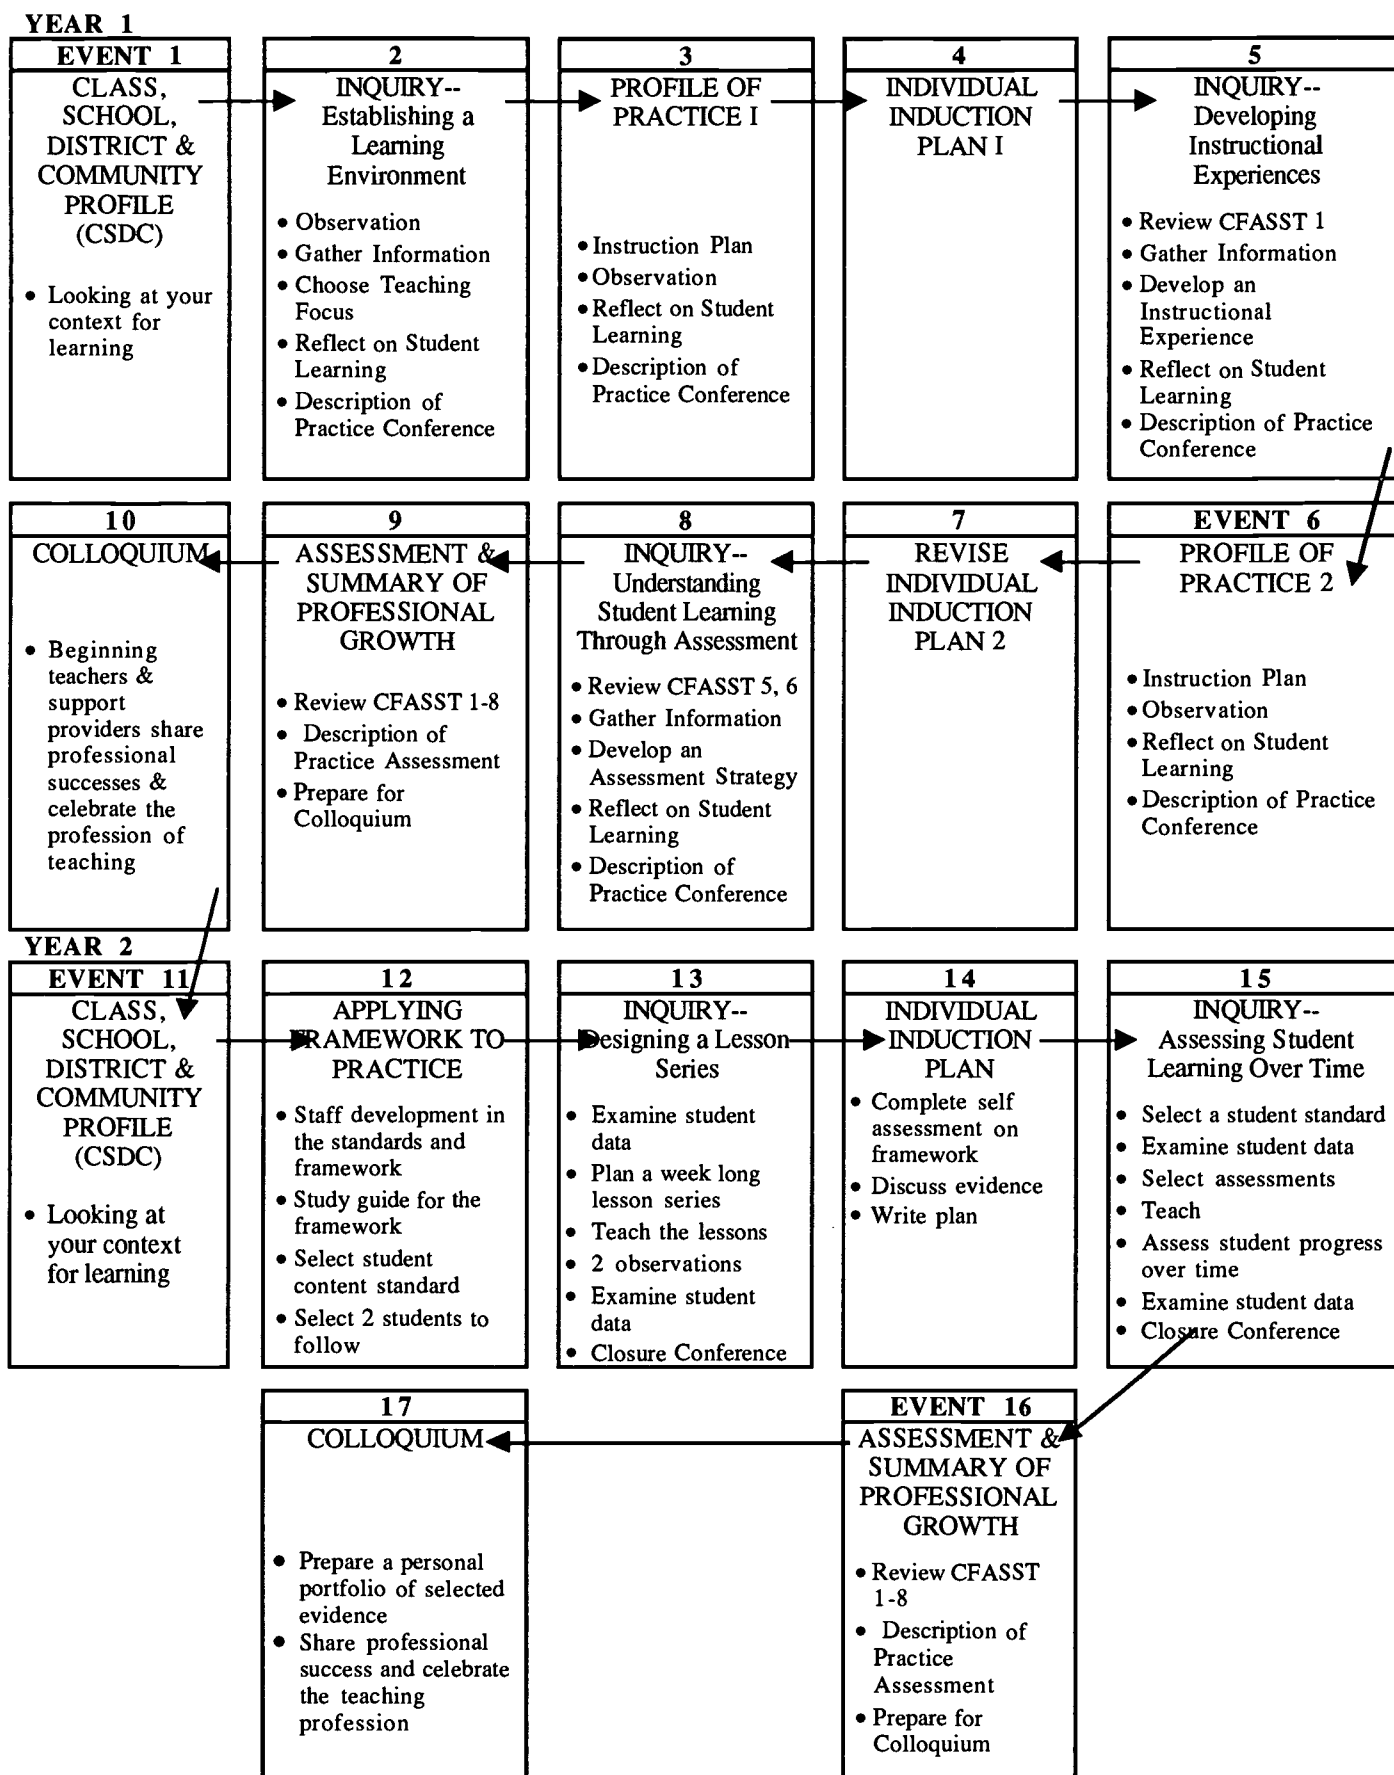 YEAR 1
EVENT 1
CLASS,
SCHOOL,
DISTRICT &
COMMUNITY
PROFILE
(CSDC)
• Looking at your
context for
learning
2
INQUIRY--
Establishing a
Learning
Environment
• Observation
• Gather Information
• Choose Teaching
Focus
• Reflect on Student
Learning
• Description of
Practice Conference
3
PROFILE OF
PRACTICE I
• Instruction Plan
• Observation
• Reflect on Student
Learning
• Description of
Practice Conference
4
INDIVIDUAL
INDUCTION
PLAN I
5
INQUIRY--
Developing
Instructional
Experiences
• Review CFASST 1
• Gather Information
• Develop an
Instructional
Experience
• Reflect on Student
Learning
• Description of Practice
Conference
EVENT 6
PROFILE OF
PRACTICE 2
• Instruction Plan
• Observation
• Reflect on Student
Learning
• Description of Practice
Conference
7
REVISE
INDIVIDUAL
INDUCTION
PLAN 2
8
INQUIRY--
Understanding
Student Learning
Through Assessment
• Review CFASST 5, 6
• Gather Information
• Develop an
Assessment Strategy
• Reflect on Student
Learning
• Description of
Practice Conference
9
ASSESSMENT &
SUMMARY OF
PROFESSIONAL
GROWTH
• Review CFASST 1-8
• Description of
Practice Assessment
• Prepare for
Colloquium
10
COLLOQUIUM
• Beginning
teachers &
support
providers share
professional
successes &
celebrate the
profession of
teaching
YEAR 2
EVENT 11
CLASS,
SCHOOL,
DISTRICT &
COMMUNITY
PROFILE
(CSDC)
• Looking at
your context
for learning
12
APPLYING
FRAMEWORK TO
PRACTICE
• Staff development in
the standards and
framework
• Study guide for the
framework
• Select student
content standard
• Select 2 students to
follow
13
INQUIRY--
Designing a Lesson
Series
• Examine student
data
• Plan a week long
lesson series
• Teach the lessons
• 2 observations
• Examine student
data
• Closure Conference
14
INDIVIDUAL
INDUCTION
PLAN
• Complete self
assessment on
framework
• Discuss evidence
• Write plan
15
INQUIRY--
Assessing Student
Learning Over Time
• Select a student standard
• Examine student data
• Select assessments
• Teach
• Assess student progress
over time
• Examine student data
• Closure Conference
EVENT 16
ASSESSMENT &
SUMMARY OF
PROFESSIONAL
GROWTH
• Review CFASST
1-8
• Description of
Practice
Assessment
• Prepare for
Colloquium
17
COLLOQUIUM
• Prepare a personal
portfolio of selected
evidence
• Share professional
success and celebrate
the teaching
profession